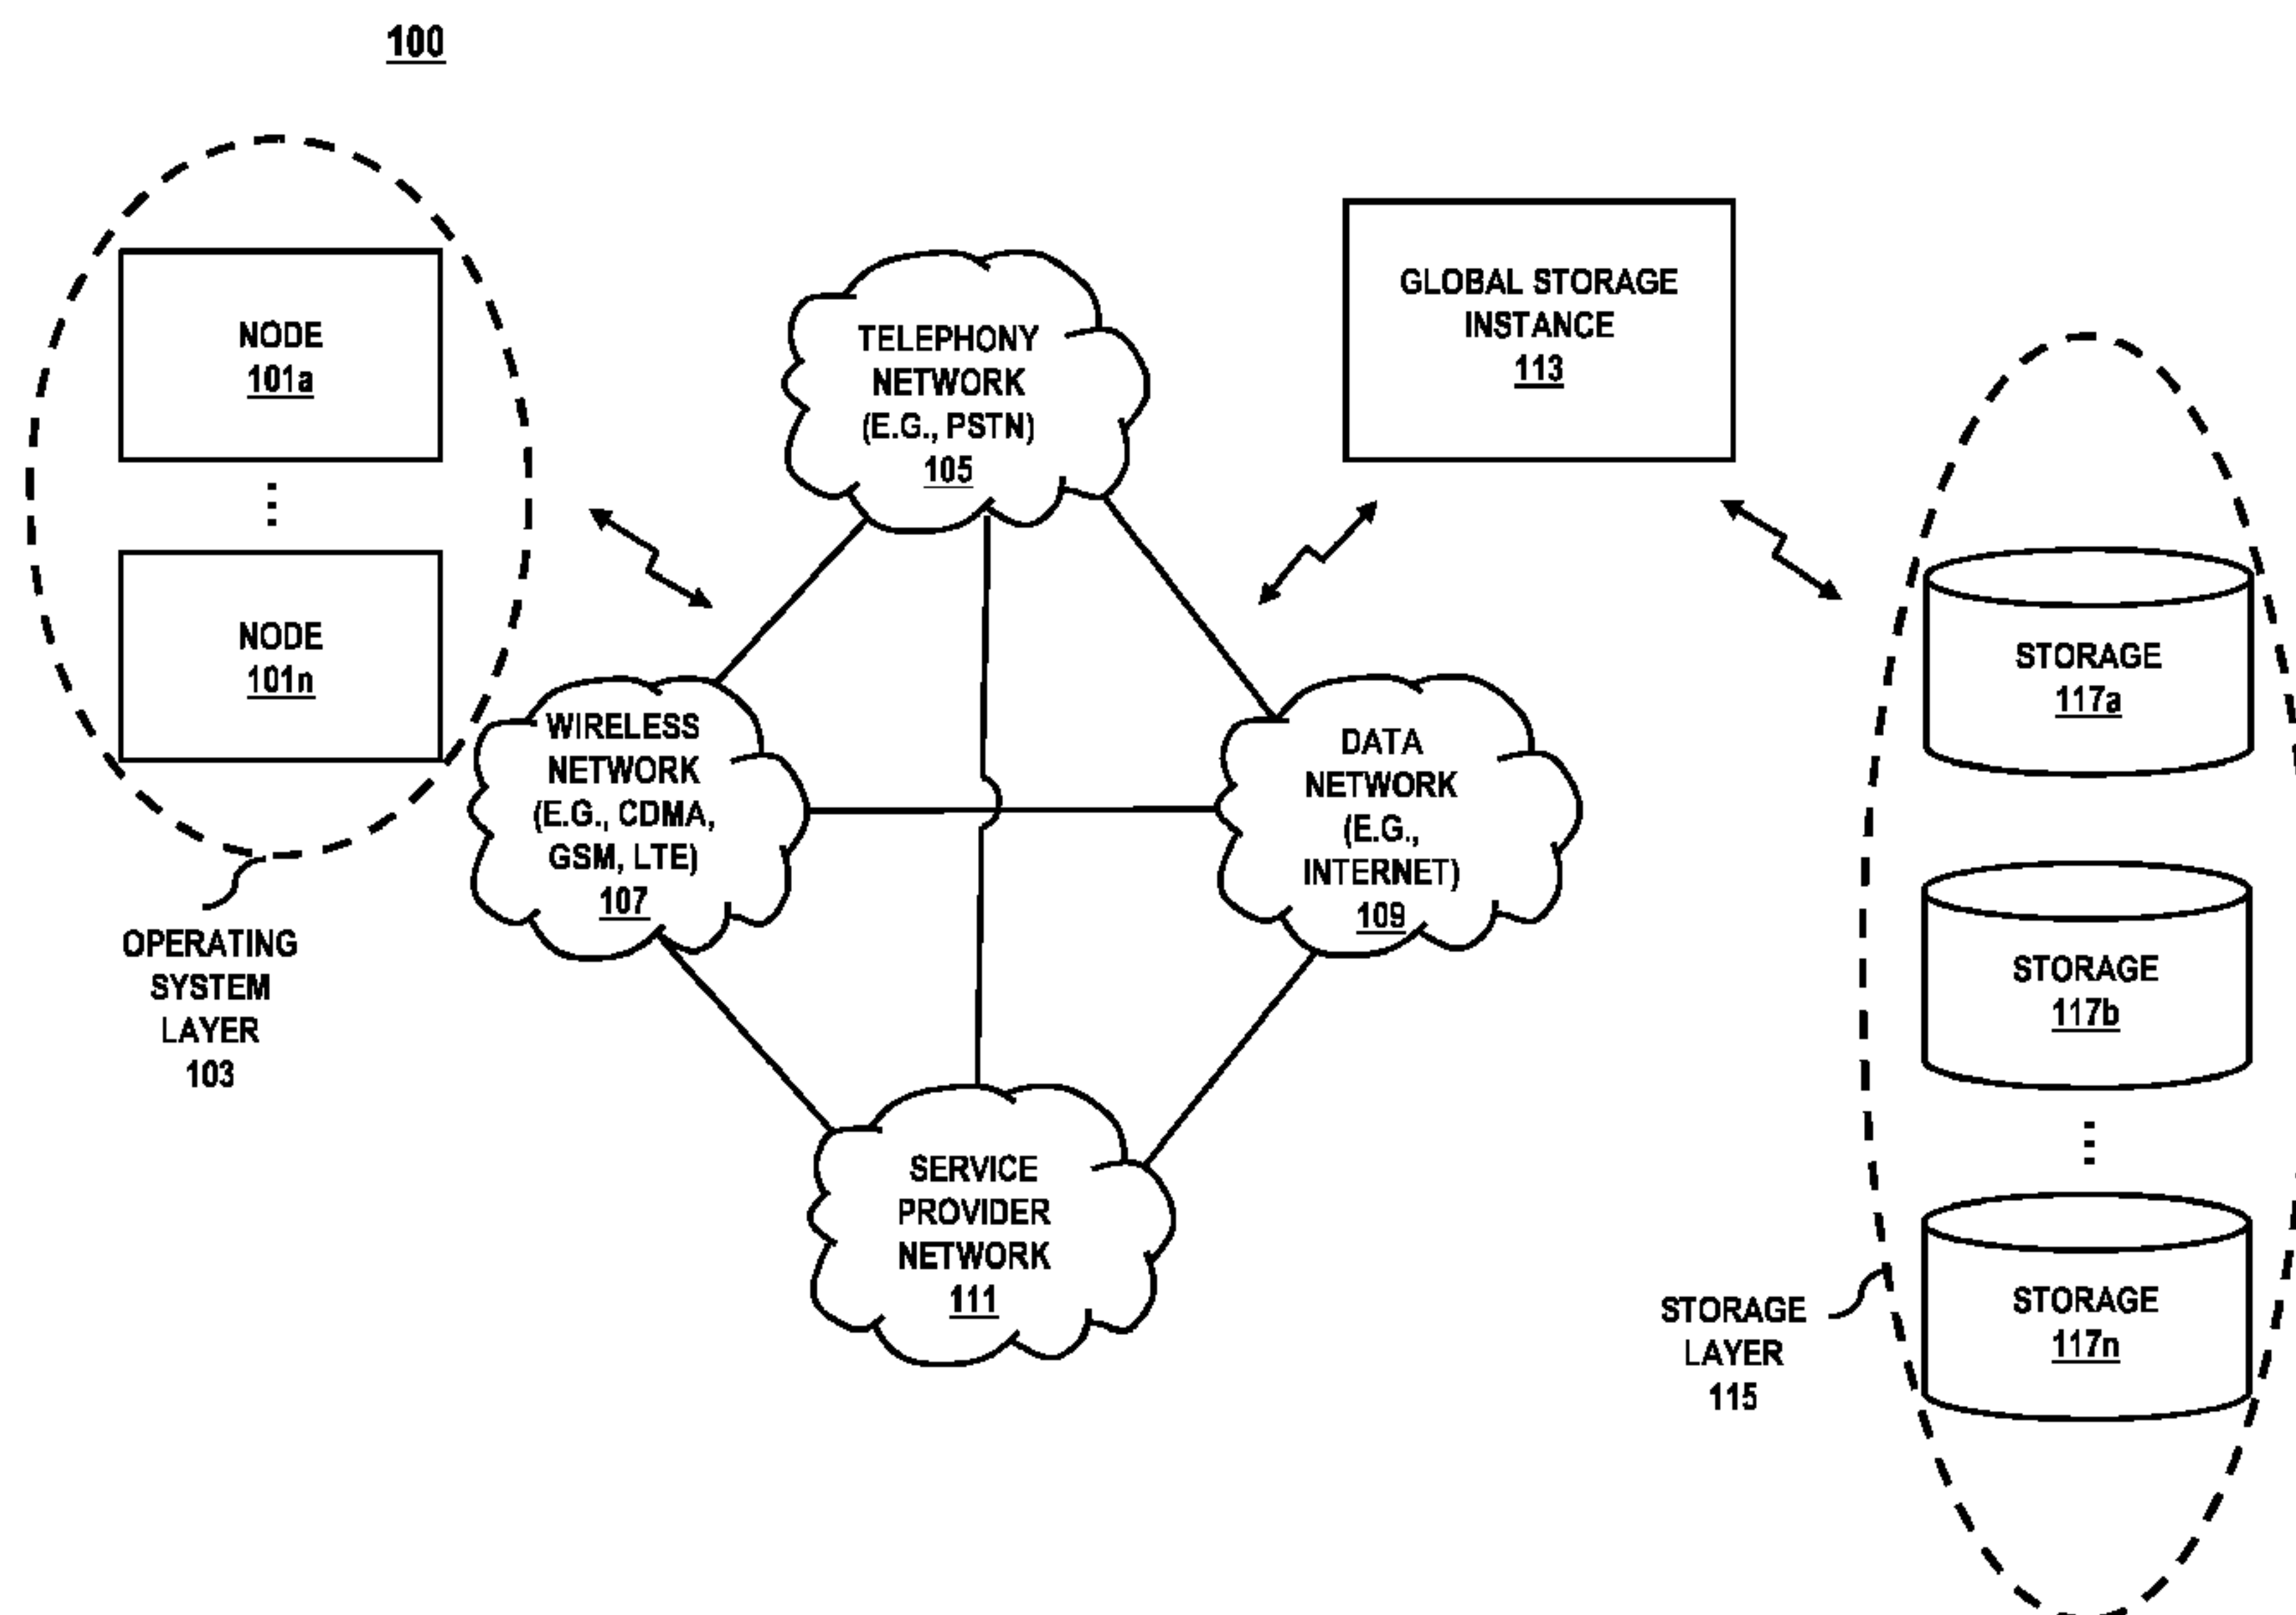 100
NODE
101a
NODE
101n
OPERATING
SYSTEM
LAYER
103
TELEPHONY
NETWORK
(E.G., PSTN)
105
WIRELESS
NETWORK
(E.G., CDMA,
GSM, LTE)
107
DATA
NETWORK
(E.G.,
INTERNET)
109
SERVICE
PROVIDER
NETWORK
111
GLOBAL STORAGE
INSTANCE
113
STORAGE
117a
STORAGE
117b
STORAGE
117n
STORAGE
LAYER
115